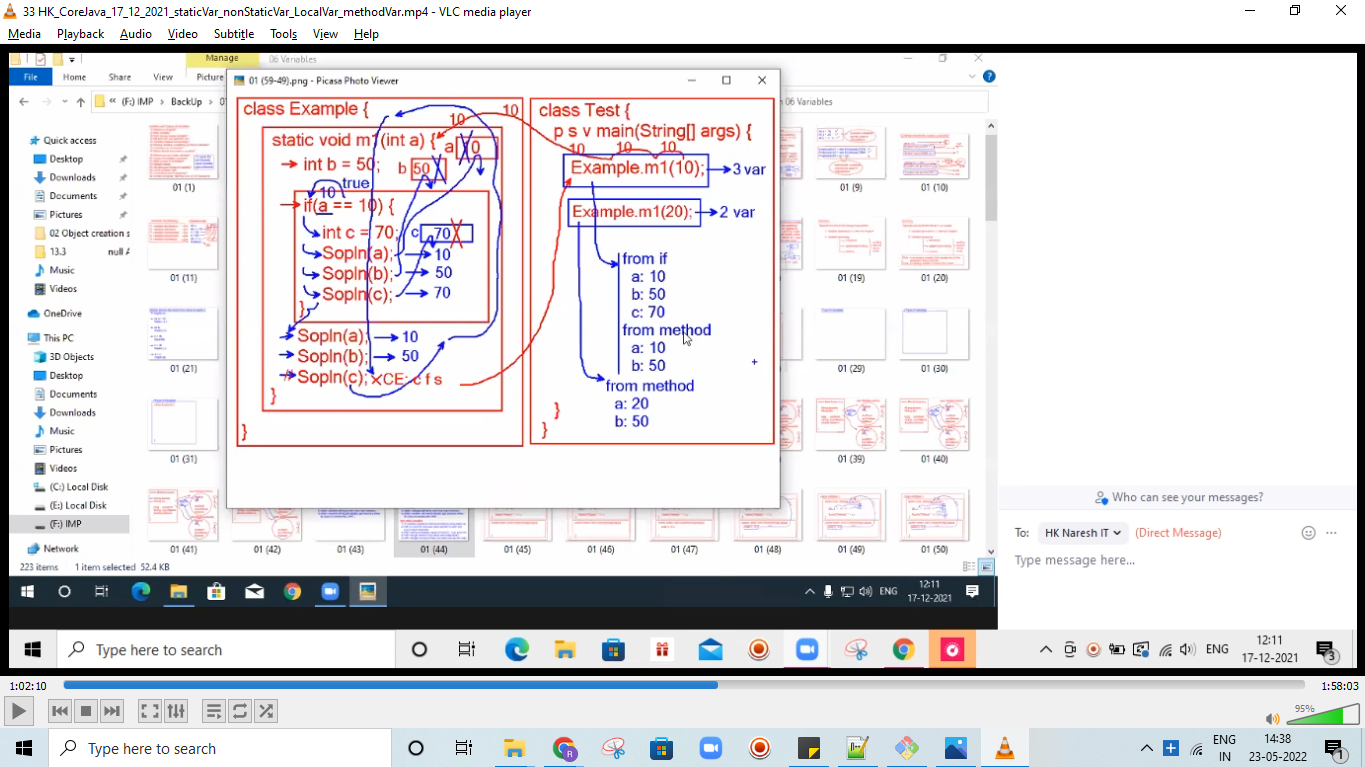 33 HK_CoreJava_17_12_2021_staticVar_nonStaticVar_LocalVar_methodVar.mp4 - VLC media player
Media Playback Audio Video Subtitle Tools View Help
Manage 06 Variables
File Home Share View Picture
« (F:) IMP › BackUp › 06 Variables
Quick access
Desktop
Downloads
Documents
Pictures
02 Object creation s
13.3 null
Music
Videos
OneDrive
This PC
3D Objects
Desktop
Documents
Downloads
Music
Pictures
Videos
(C:) Local Disk
(E:) Local Disk
(F:) IMP
Network
223 items 1 item selected 52.4 KB
01 (1)
01 (11)
01 (21)
01 (31)
01 (41) 01 (42) 01 (43) 01 (44) 01 (45) 01 (46) 01 (47) 01 (48) 01 (49) 01 (50)
01 (9) 01 (10)
01 (19) 01 (20)
01 (29) 01 (30)
01 (39) 01 (40)
01 (59-49).png - Picasa Photo Viewer
class Example {
10 10
static void m1(int a) { a
int b = 50; b 50
10 true
if(a == 10) {
int c = 70; c 70
Sopln(a); 10
Sopln(b); 50
Sopln(c); 70
}
Sopln(a); 10
Sopln(b); 50
// Sopln(c); XCE: c f s
}
}
class Test {
p s v main(String[] args) {
10 10 10
Example.m1(10); 3 var
Example.m1(20); 2 var
from if
a: 10
b: 50
c: 70
from method
a: 10
b: 50
from method
a: 20
b: 50
}
}
Who can see your messages?
To: HK Naresh IT (Direct Message)
Type message here...
ENG 12:11
17-12-2021
Type here to search
ENG 12:11
17-12-2021
3
1:02:10 1:58:03
95%
Type here to search
R
ENG 14:38
IN 23-05-2022
1